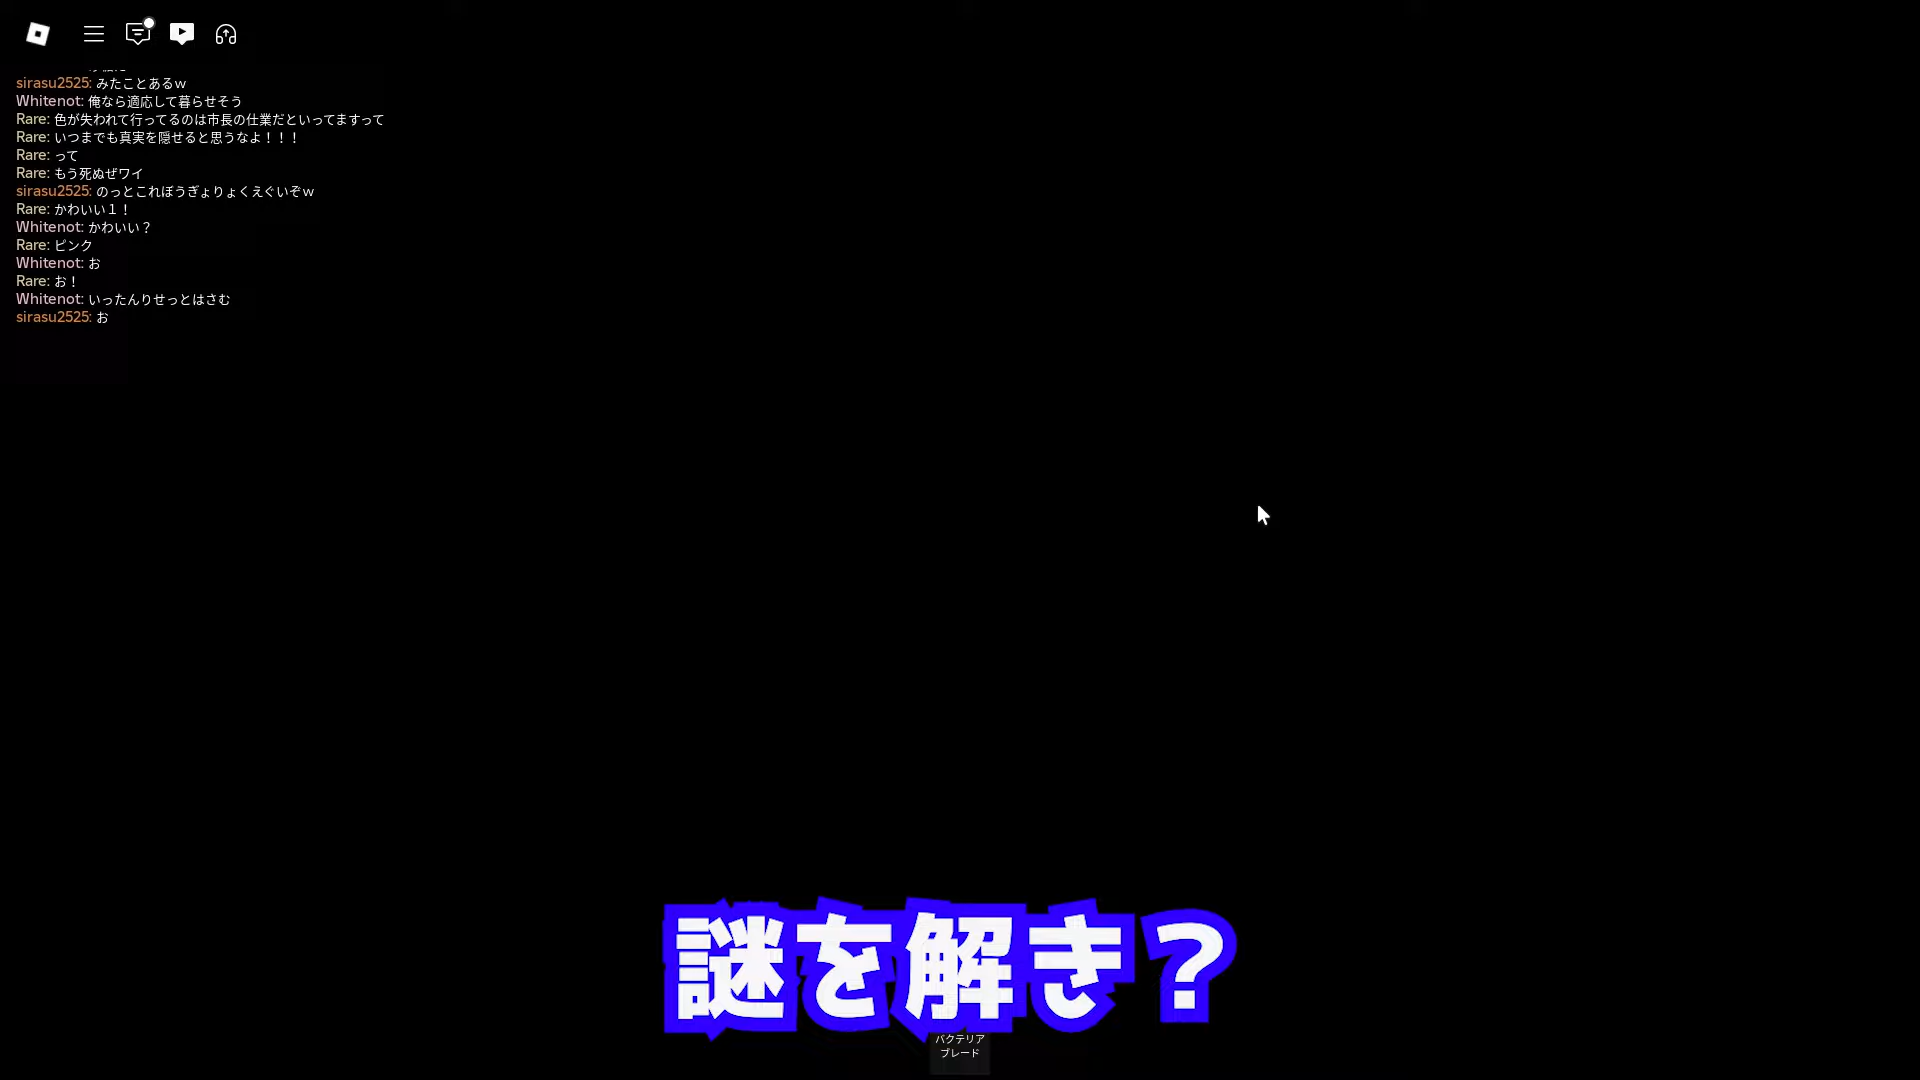 sirasu2525: みたことあるｗ
Whitenot: 俺なら適応して暮らせそう
Rare: 色が失われて行ってるのは市長の仕業だといってますって
Rare: いつまでも真実を隠せると思うなよ！！！
Rare: って
Rare: もう死ぬぜワイ
sirasu2525: のっとこれぼうぎょりょくえぐいぞｗ
Rare: かわいい１！
Whitenot: かわいい？
Rare: ピンク
Whitenot: お
Rare: お！
Whitenot: いったんりせっとはさむ
sirasu2525: お
謎を解き？
バクテリア
ブレード